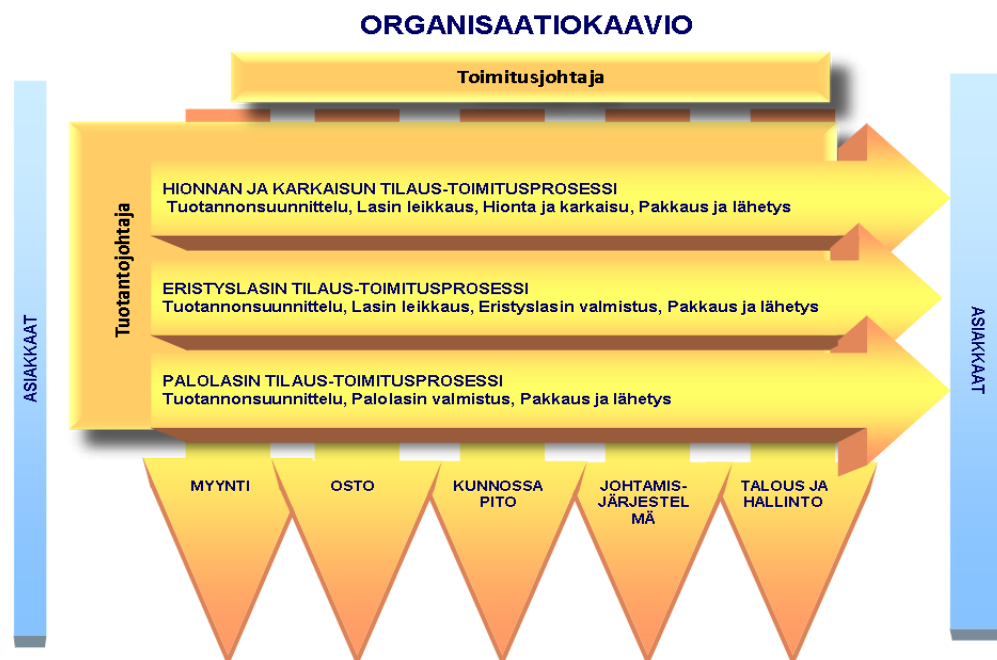 ORGANISAATIOKAAVIO
Toimitusjohtaja
ASIAKKAAT
Tuotantojohtaja
HIONNAN JA KARKAISUN TILAUS-TOIMITUSPROSESSI
Tuotannonsuunnittelu, Lasin leikkaus, Hionta ja karkaisu, Pakkaus ja lähetys
ERISTYSLASIN TILAUS-TOIMITUSPROSESSI
Tuotannonsuunnittelu, Lasin leikkaus, Eristyslasin valmistus, Pakkaus ja lähetys
PALOLASIN TILAUS-TOIMITUSPROSESSI
Tuotannonsuunnittelu, Palolasin valmistus, Pakkaus ja lähetys
ASIAKKAAT
MYYNTI
OSTO
KUNNOSSA
PITO
JOHTAMIS-
JÄRJESTEL
MÄ
TALOUS JA
HALLINTO